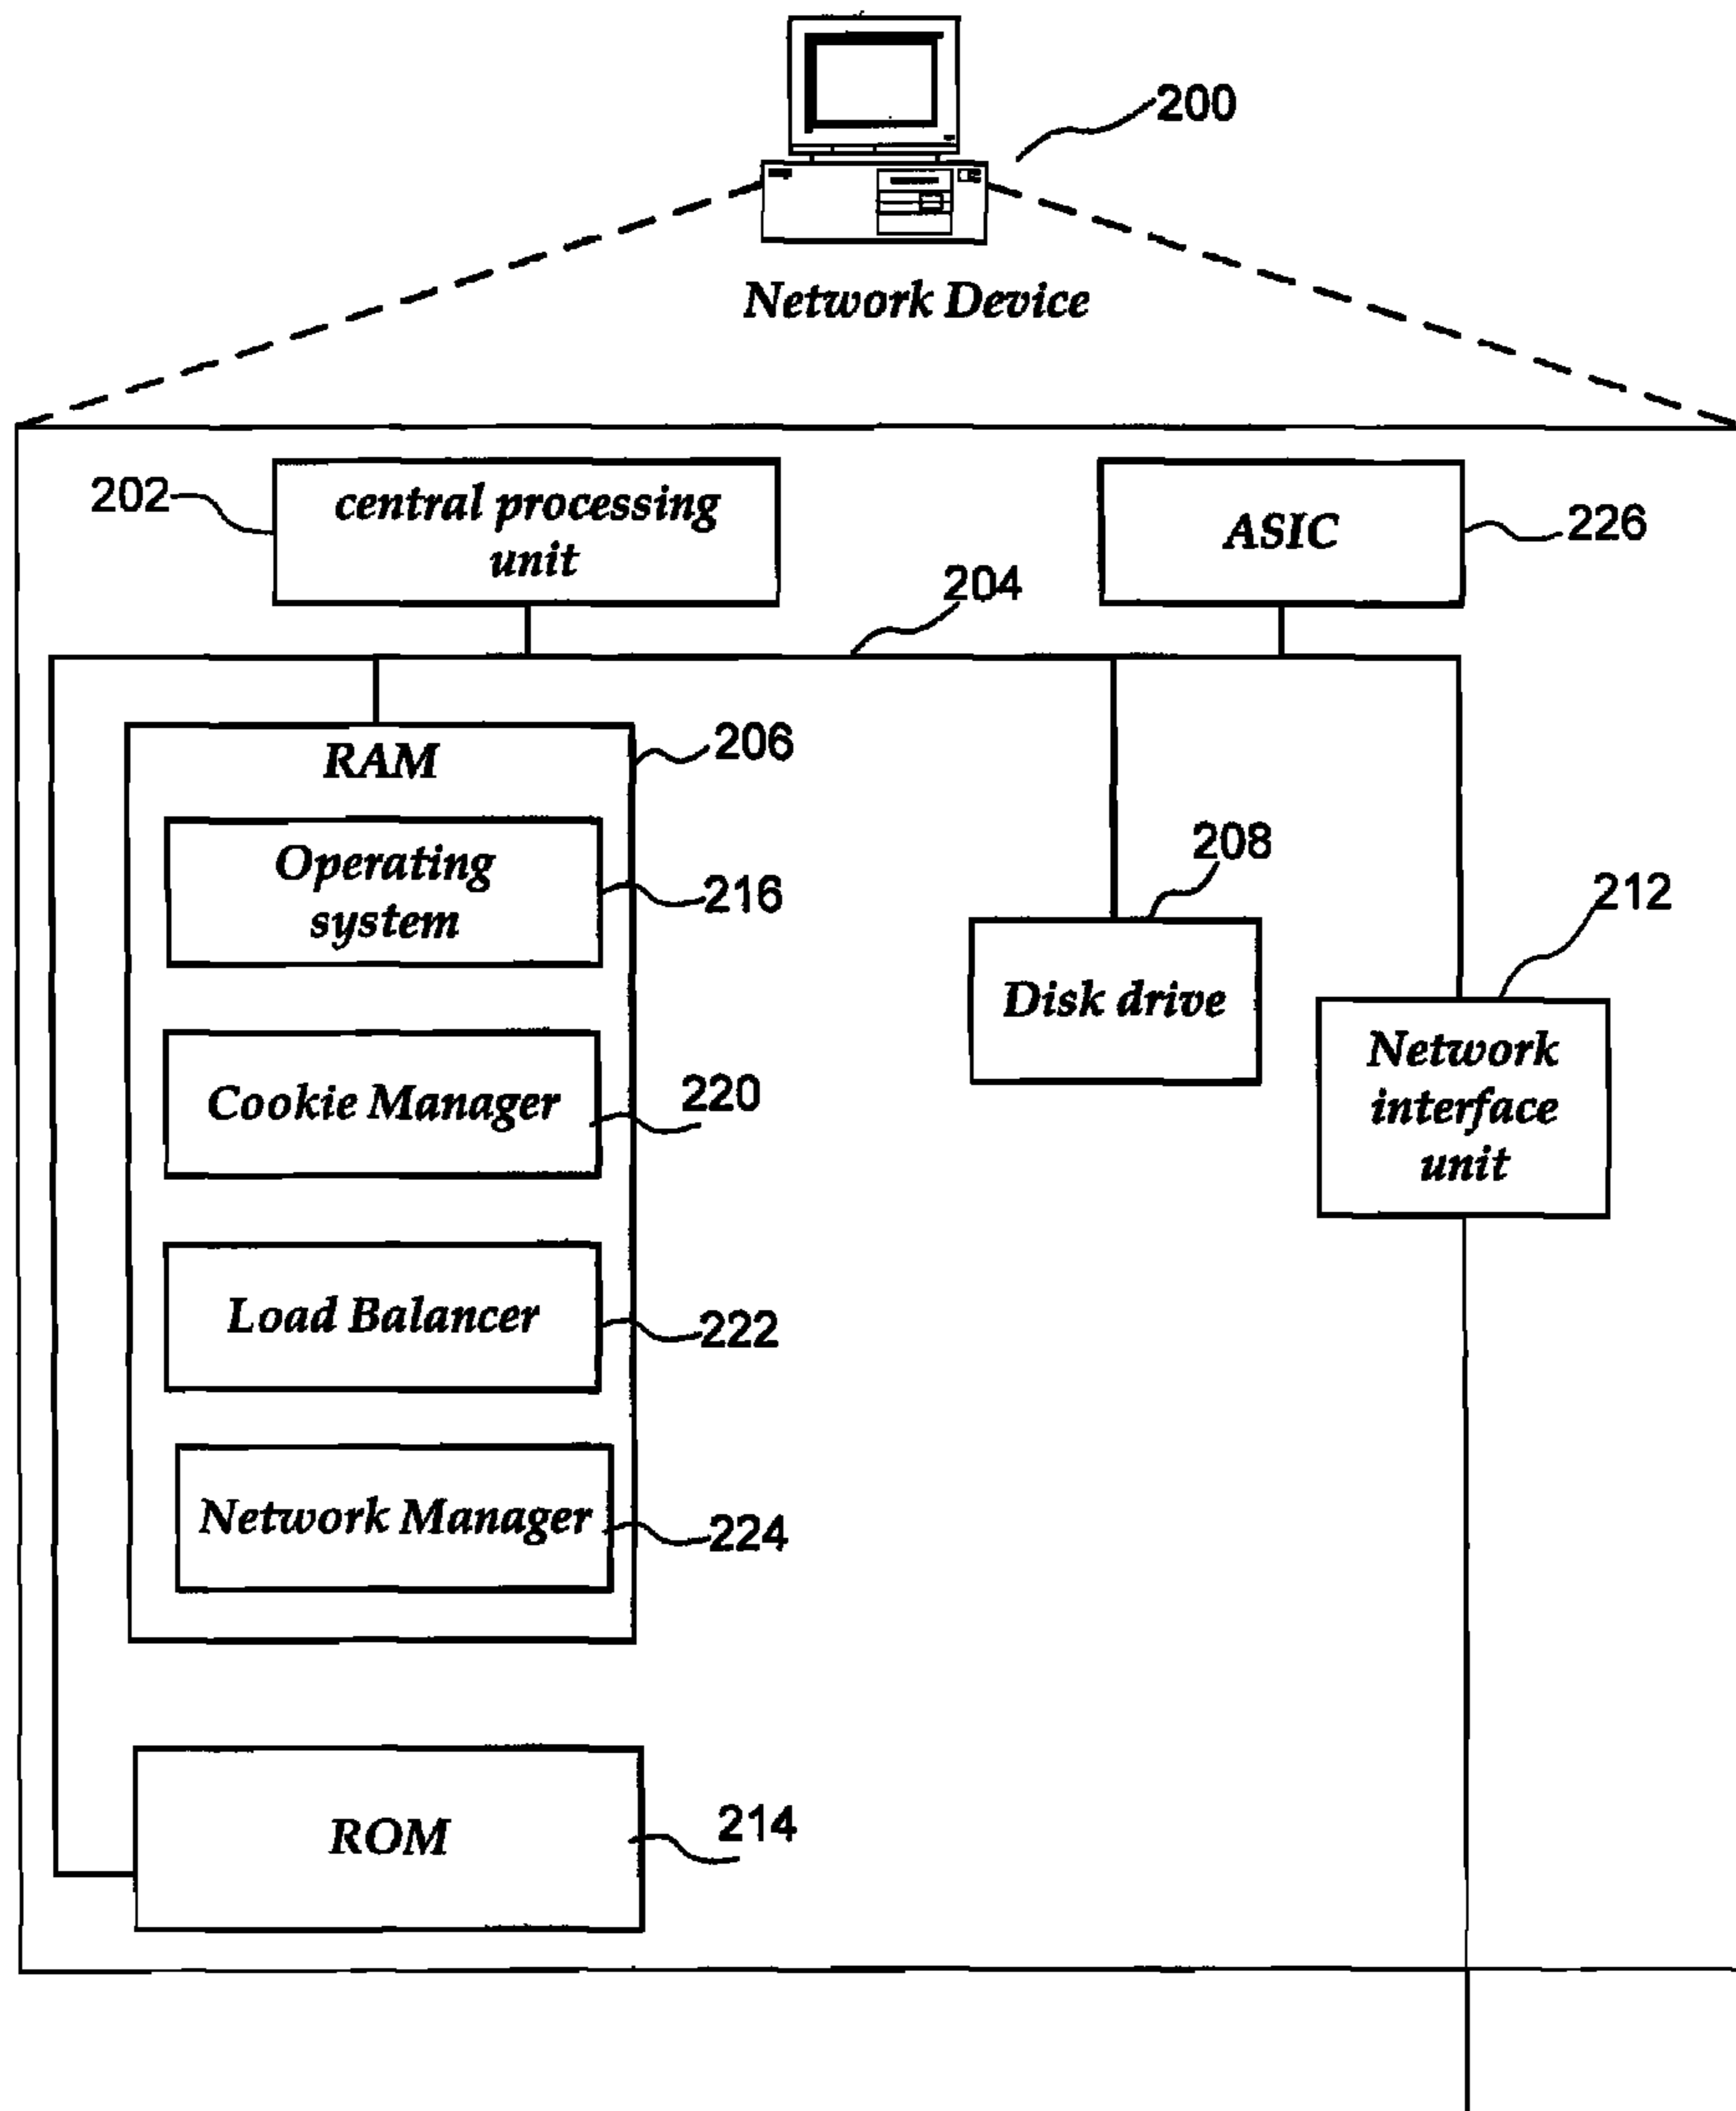 200
Network Device
202
central processing
unit
ASIC
226
204
RAM
206
Operating
system
216
208
212
Disk drive
Network
interface
unit
Cookie Manager
220
Load Balancer
222
Network Manager
224
ROM
214